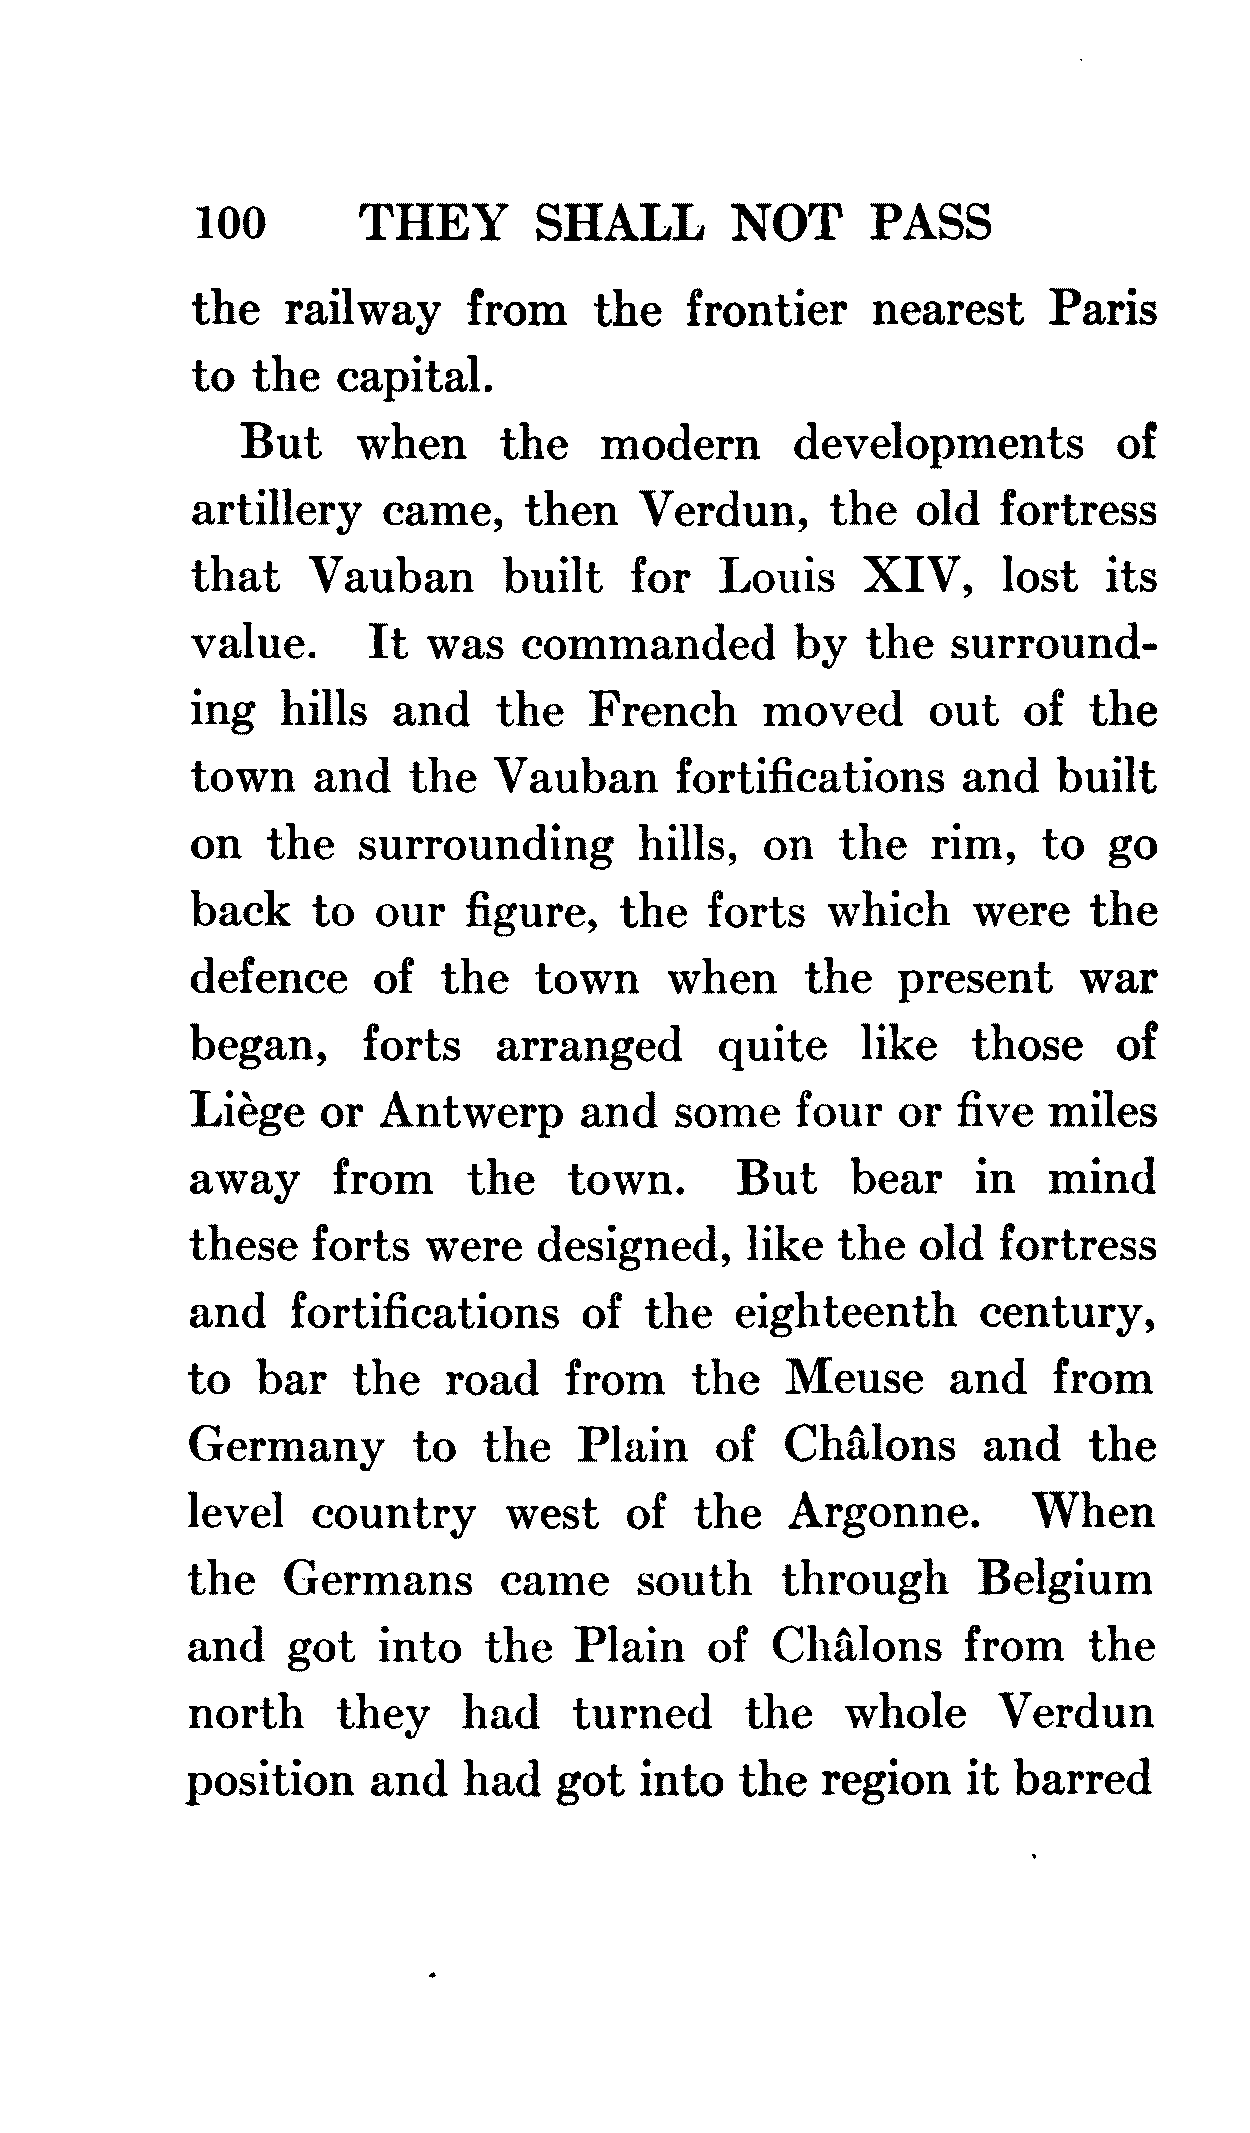 100 THEY SHALL NOT PASS
the railway from the frontier nearest Paris
to the capital.
But when the modern developments of
artillery came, then Verdun, the old fortress
that Vauban built for Louis XIV, lost its
value. It was commanded by the surround-
ing hills and the French moved out of the
town and the Vauban fortifications and built
on the surrounding hills, on the rim, to go
back to our figure, the forts which were the
defence of the town when the present war
began, forts arranged quite like those of
Liège or Antwerp and some four or five miles
away from the town. But bear in mind
these forts were designed, like the old fortress
and fortifications of the eighteenth century,
to bar the road from the Meuse and from
Germany to the Plain of Châlons and the
level country west of the Argonne. When
the Germans came south through Belgium
and got into the Plain of Châlons from the
north they had turned the whole Verdun
position and had got into the region it barred